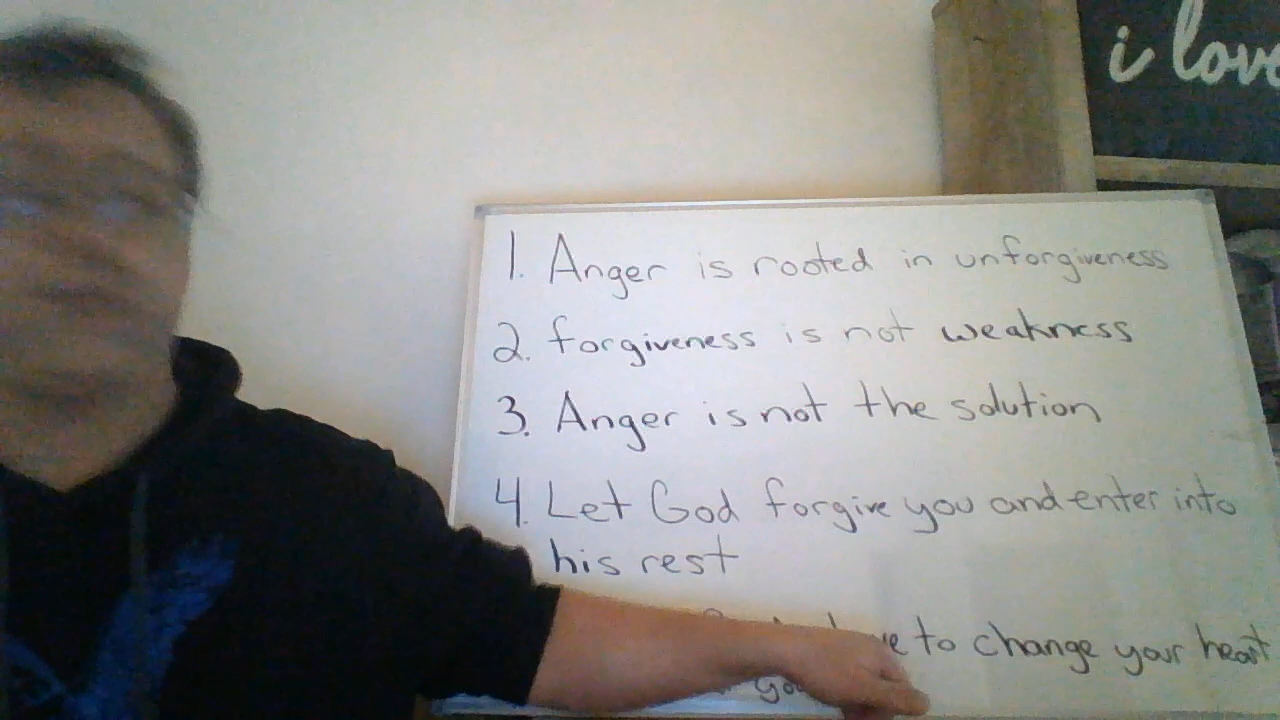 i love
1. Anger is rooted in unforgiveness
2. forgiveness is not weakness
3. Anger is not the solution
4. Let God forgive you and enter into
his rest
to change your heart